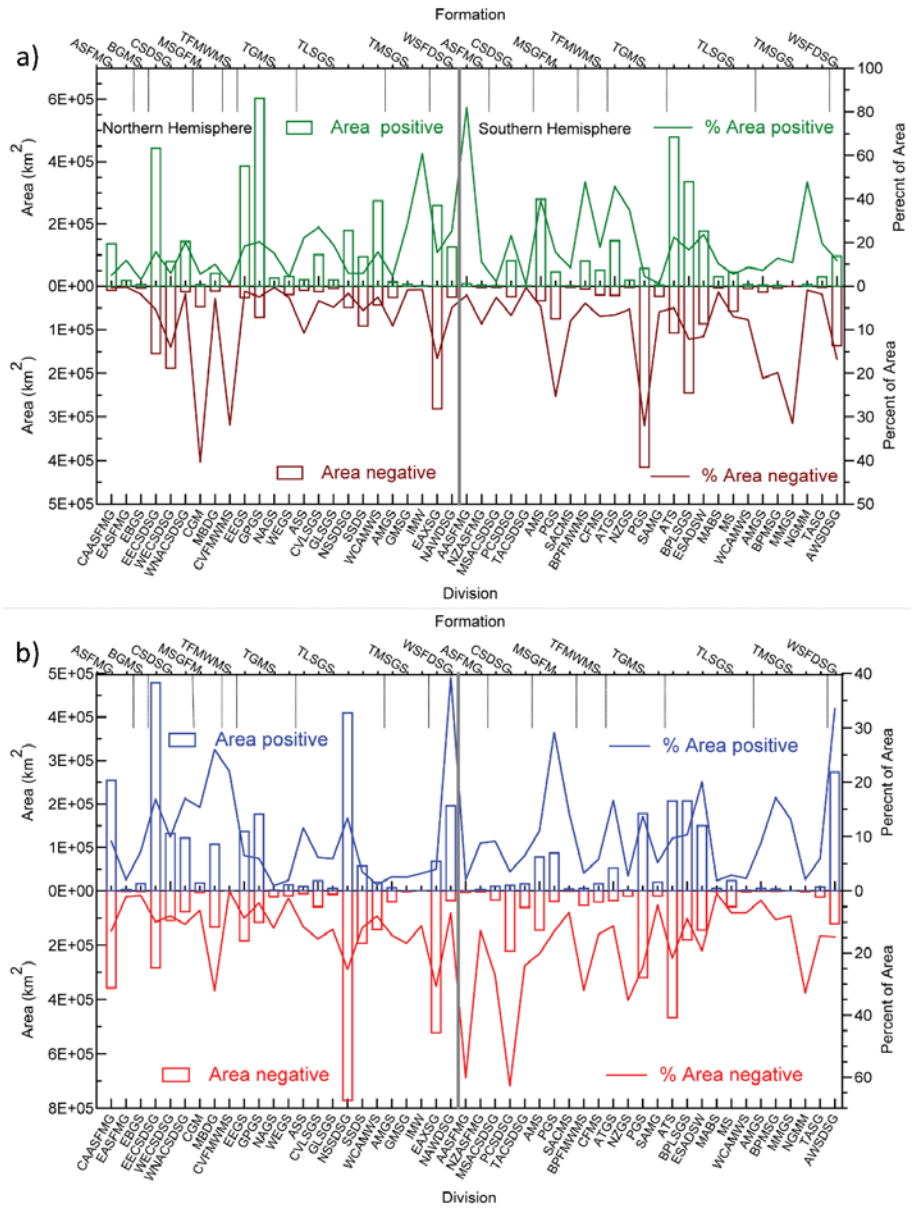 Formation
ASFMG
BGMS
CSDSG
MSGFM
TFMWMS
TGMS
TLSGS
TMSGS
WSFDSG
ASFMG
CSDSG
MSGFM
TFMWMS
TGMS
TLSGS
TMSGS
WSFDSG
a)
6E+05
4E+05
2E+05
0E+00
1E+05
2E+05
3E+05
4E+05
5E+05
Area (km2)
Area (km2)
Northern Hemisphere
Area positive
Southern Hemisphere
% Area positive
Area negative
% Area negative
100
80
60
40
20
0
10
20
30
40
50
Perecnt of Area
Percent of Area
CAASFMG
EASFMG
EBGS
EECSDSG
WECSDSG
WNACSDSG
CGM
MBDG
CVFMWMS
EEGS
GPGS
NAGS
WEGS
ASS
CVLSGS
GLSGS
NSSDSG
SSDS
WCAMWS
AMGS
GMSG
IMW
EAXSG
NAWDSG
AASFMG
NZASFMG
MSACSDSG
PCSDSG
TACSDSG
AMS
PGS
SACMS
BPFMWMS
CFMS
ATGS
NZGS
PGS
SAMG
ATS
BPLSGS
ESADSW
MABS
MS
WCAMWS
AMGS
BPMSG
MMGS
NGMM
TASG
AWSDSG
Division
Formation
ASFMG
BGMS
CSDSG
MSGFM
TFMWMS
TGMS
TLSGS
TMSGS
WSFDSG
ASFMG
CSDSG
MSGFM
TFMWMS
TGMS
TLSGS
TMSGS
WSFDSG
b)
5E+05
4E+05
3E+05
2E+05
1E+05
0E+00
2E+05
4E+05
6E+05
8E+05
Area (km2)
Area (km2)
Area positive
% Area positive
Area negative
% Area negative
40
30
20
10
0
20
40
60
Perecnt of Area
Percent of Area
CAASFMG
EASFMG
EBGS
EECSDSG
WECSDSG
WNACSDSG
CGM
MBDG
CVFMWMS
EEGS
GPGS
NAGS
WEGS
ASS
CVLSGS
GVLSGS
NSSDSG
SSDS
WCAMWS
AMGS
GMSG
IMW
EAXSG
NAWDSG
AASFMG
NZASFMG
MSACSDSG
PCSDSG
TACSDSG
AMS
PGS
SACMS
BPFMWMS
CFMS
ATGS
NZGS
PGS
SAMG
ATS
BPLSGS
ESADSW
MABS
MS
WCAMWS
AMGS
BPMSG
MMGS
NGMM
TASG
AWSDSG
Division